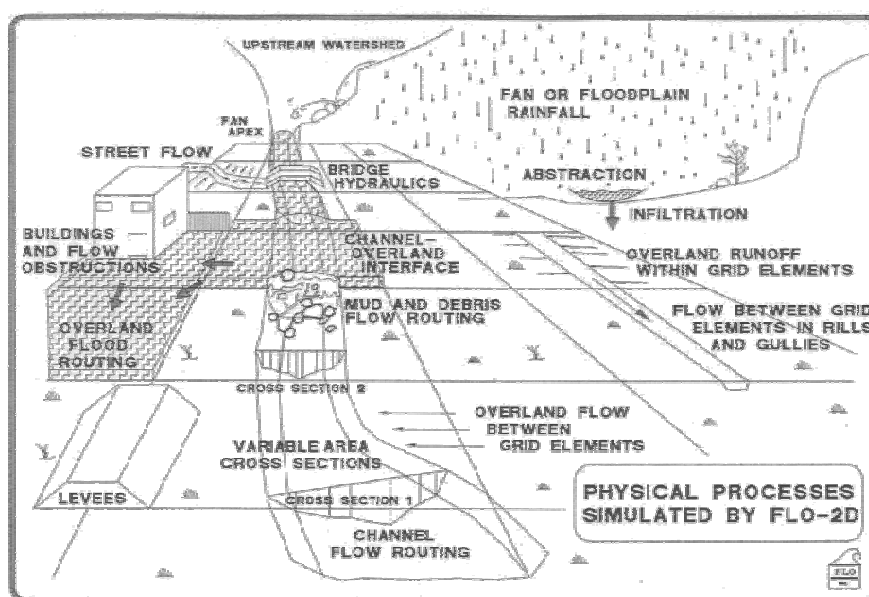 UPSTREAM WATERSHED
FAN OR FLOODPLAIN
RAINFALL
FAN
APEX
STREET FLOW
BRIDGE
HYDRAULICS
ABSTRACTION
INFILTRATION
BUILDINGS
AND FLOW
OBSTRUCTIONS
CHANNEL-
OVERLAND
INTERFACE
OVERLAND RUNOFF
WITHIN GRID ELEMENTS
MUD AND DEBRIS
FLOW ROUTING
FLOW BETWEEN GRID
ELEMENTS IN RILLS
AND GULLIES
OVERLAND
FLOOD
ROUTING
CROSS SECTION 2
OVERLAND FLOW
BETWEEN
GRID ELEMENTS
VARIABLE AREA
CROSS SECTIONS
LEVEES
CROSS SECTION 1
CHANNEL
FLOW ROUTING
PHYSICAL PROCESSES
SIMULATED BY FLO-2D
FLO